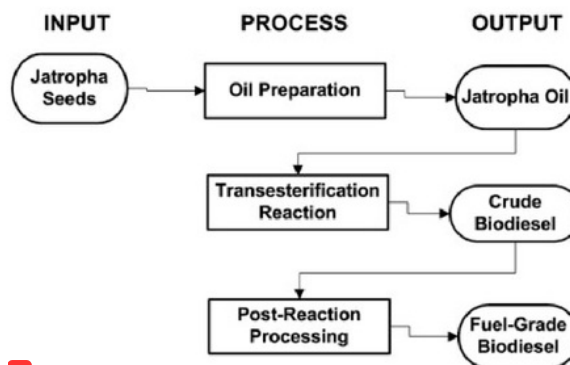 INPUT
PROCESS
OUTPUT
Jatropha
Seeds
Oil Preparation
Jatropha Oil
Transesterification
Reaction
Crude
Biodiesel
Post-Reaction
Processing
Fuel-Grade
Biodiesel